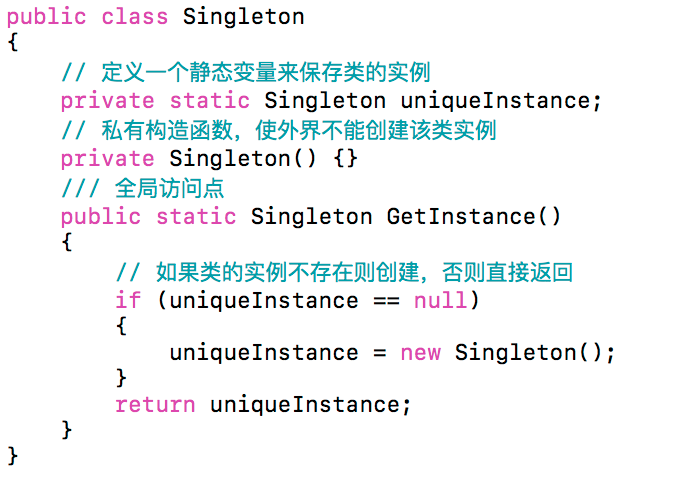 public class Singleton
{
    // 定义一个静态变量来保存类的实例
    private static Singleton uniqueInstance;
    // 私有构造函数，使外界不能创建该类实例
    private Singleton() {}
    /// 全局访问点
    public static Singleton GetInstance()
    {
        // 如果类的实例不存在则创建，否则直接返回
        if (uniqueInstance == null)
        {
            uniqueInstance = new Singleton();
        }
        return uniqueInstance;
    }
}